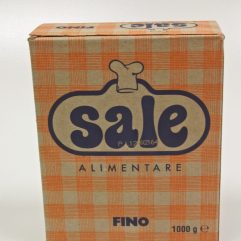 sale
ALIMENTARE
FINO
1000 g ℮